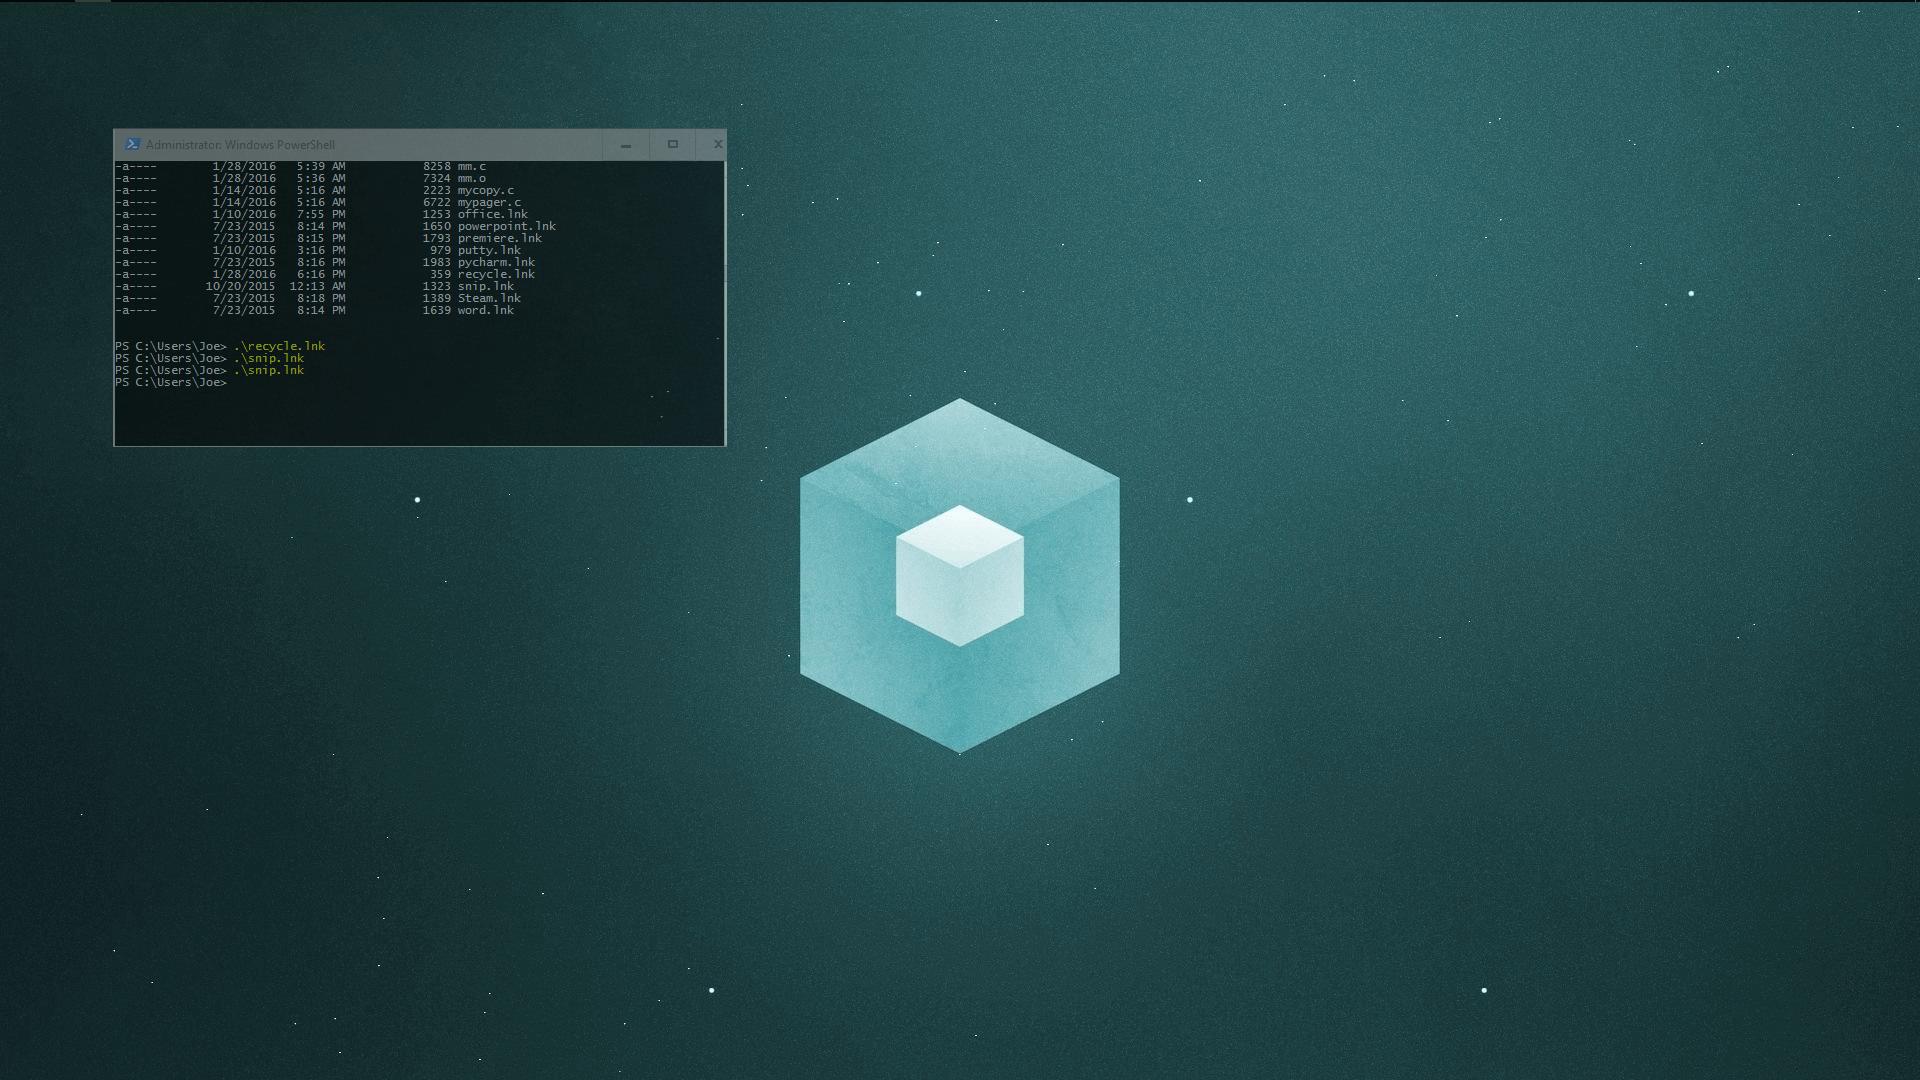 Administrator: Windows PowerShell
-a---- 1/28/2016 5:39 AM 8258 mm.c
-a---- 1/28/2016 5:36 AM 7324 mm.o
-a---- 1/14/2016 5:16 AM 2223 mycopy.c
-a---- 1/14/2016 5:16 AM 6722 mypager.c
-a---- 1/10/2016 7:55 PM 1253 office.lnk
-a---- 7/23/2015 8:14 PM 1650 powerpoint.lnk
-a---- 7/23/2015 8:15 PM 1793 premiere.lnk
-a---- 1/10/2016 3:16 PM 979 putty.lnk
-a---- 7/23/2015 8:16 PM 1983 pycharm.lnk
-a---- 1/28/2016 6:16 PM 359 recycle.lnk
-a---- 10/20/2015 12:13 AM 1323 snip.lnk
-a---- 7/23/2015 8:18 PM 1389 Steam.lnk
-a---- 7/23/2015 8:14 PM 1639 word.lnk
PS C:\Users\Joe> .\recycle.lnk
PS C:\Users\Joe> .\snip.lnk
PS C:\Users\Joe> .\snip.lnk
PS C:\Users\Joe>